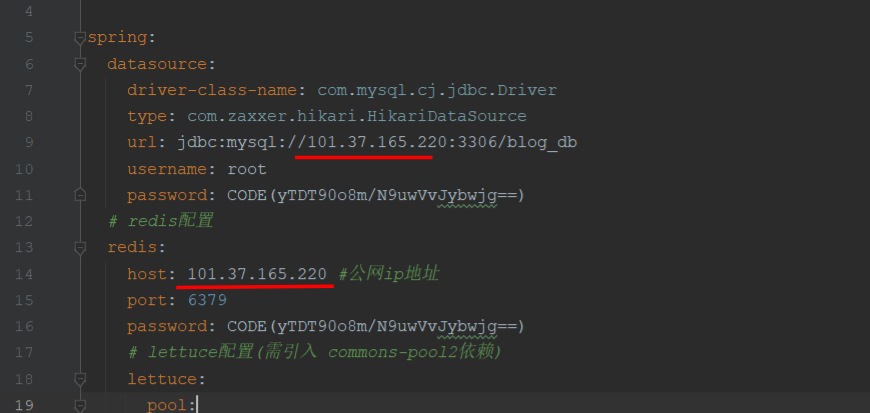 4
5 spring:
6 datasource:
7 driver-class-name: com.mysql.cj.jdbc.Driver
8 type: com.zaxxer.hikari.HikariDataSource
9 url: jdbc:mysql://101.37.165.220:3306/blog_db
10 username: root
11 password: CODE(yTDT90o8m/N9uwVvJybwjg==)
12 # redis配置
13 redis:
14 host: 101.37.165.220 #公网ip地址
15 port: 6379
16 password: CODE(yTDT90o8m/N9uwVvJybwjg==)
17 # lettuce配置(需引入 commons-pool2依赖)
18 lettuce:
19 pool: